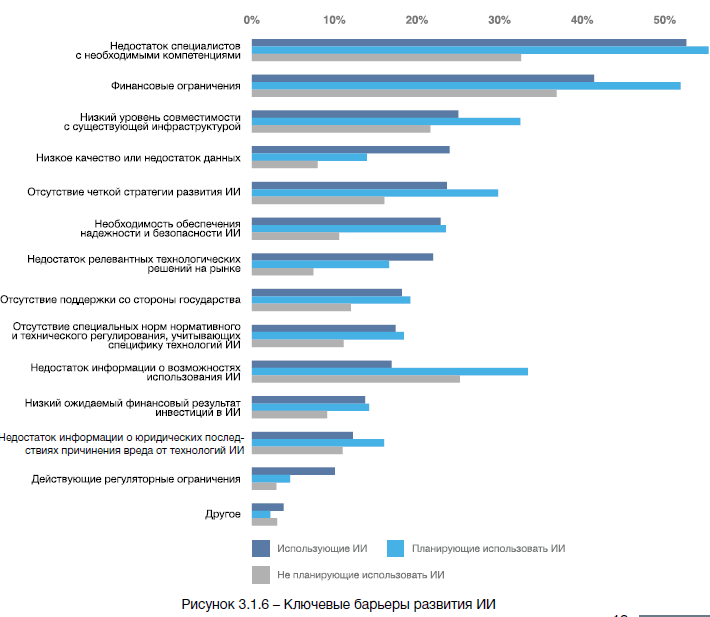 0% 10% 20% 30% 40% 50%
Недостаток специалистов
с необходимыми компетенциями
Финансовые ограничения
Низкий уровень совместимости
с существующей инфраструктурой
Низкое качество или недостаток данных
Отсутствие четкой стратегии развития ИИ
Необходимость обеспечения
надежности и безопасности ИИ
Недостаток релевантных технологических
решений на рынке
Отсутствие поддержки со стороны государства
Отсутствие специальных норм нормативного
и технического регулирования, учитывающих
специфику технологий ИИ
Недостаток информации о возможностях
использования ИИ
Низкий ожидаемый финансовый результат
инвестиций в ИИ
Недостаток информации о юридических послед-
ствиях причинения вреда от технологий ИИ
Действующие регуляторные ограничения
Другое
Использующие ИИ Планирующие использовать ИИ
Не планирующие использовать ИИ
Рисунок 3.1.6 – Ключевые барьеры развития ИИ